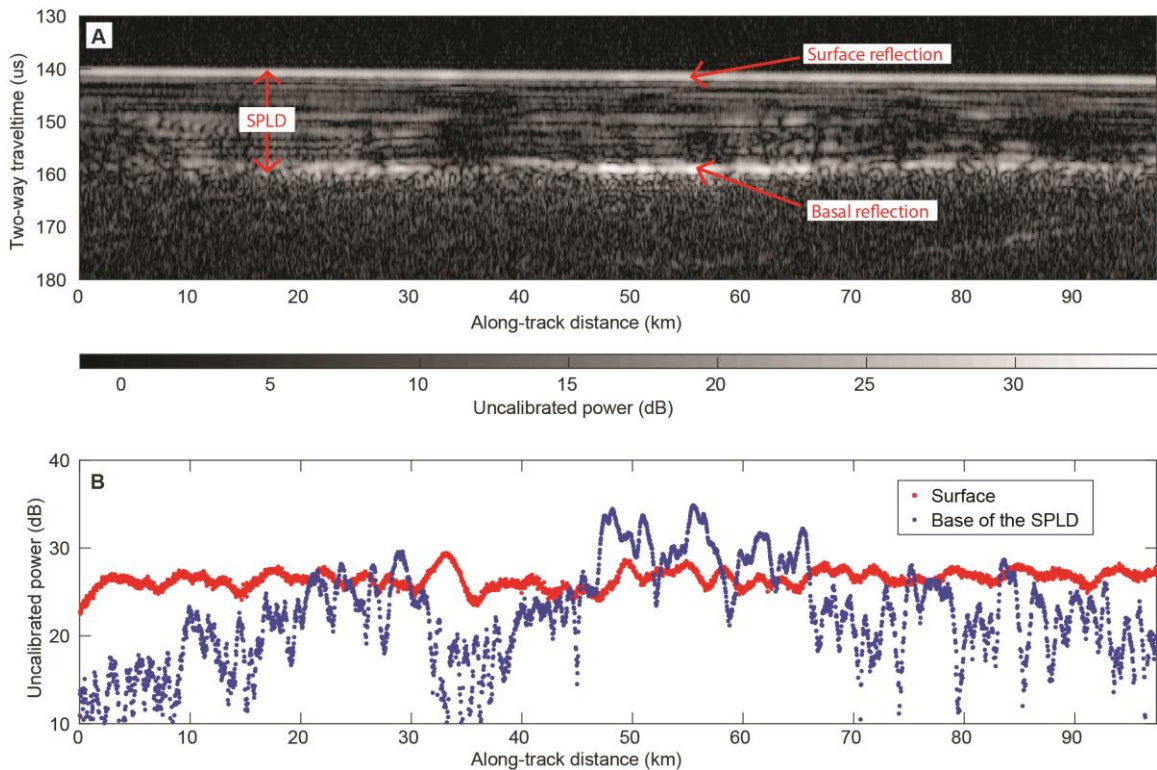 A
130
140
150
160
170
180
Two-way traveltime (us)
Surface reflection
SPLD
Basal reflection
0 10 20 30 40 50 60 70 80 90
Along-track distance (km)
0 5 10 15 20 25 30
Uncalibrated power (dB)
B
40
30
20
10
Uncalibrated power (dB)
Surface
Base of the SPLD
0 10 20 30 40 50 60 70 80 90
Along-track distance (km)